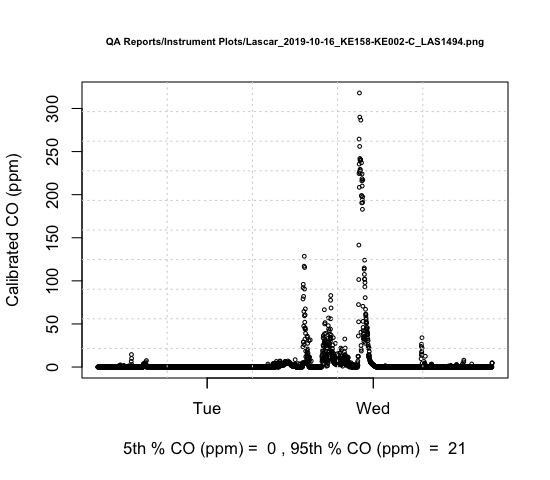 QA Reports/Instrument Plots/Lascar_2019-10-16_KE158-KE002-C_LAS1494.png
Calibrated CO (ppm)
300
250
200
150
100
50
0
Tue Wed
5th % CO (ppm) = 0 , 95th % CO (ppm) = 21